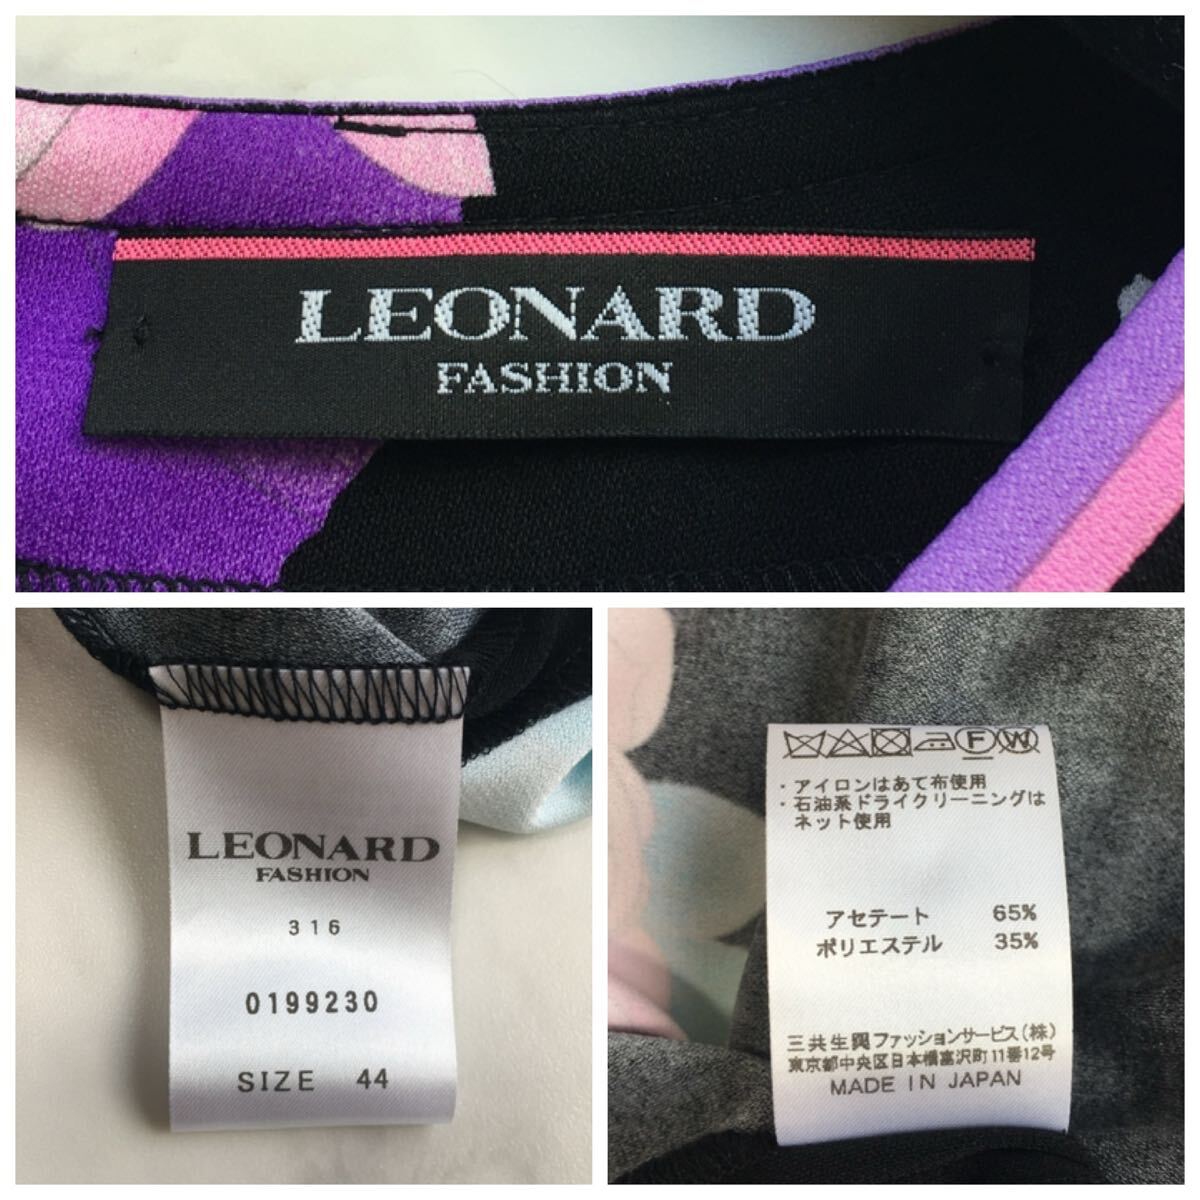 LEONARD
FASHION
LEONARD
FASHION
316
0199230
SIZE 44
F W
・アイロンはあて布使用
・石油系ドライクリーニングは
ネット使用
アセテート 65%
ポリエステル 35%
三共生興ファッションサービス(株)
東京都中央区日本橋富沢町11番12号
MADE IN JAPAN